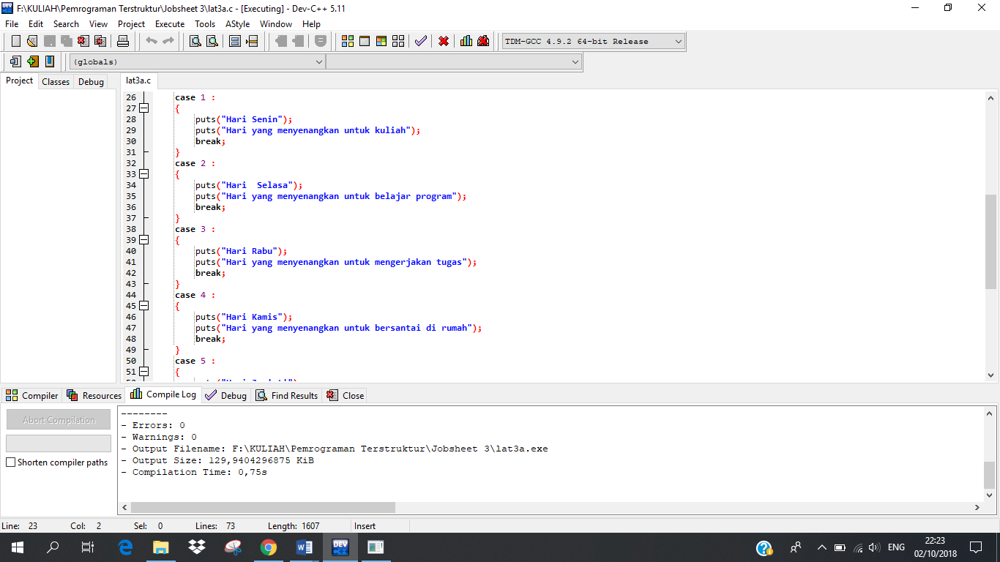 F:\KULIAH\Pemrograman Terstruktur\Jobsheet 3\lat3a.c - [Executing] - Dev-C++ 5.11
File Edit Search View Project Execute Tools AStyle Window Help
TDM-GCC 4.9.2 64-bit Release
(globals)
Project Classes Debug lat3a.c
26 case 1 :
27 {
28 puts("Hari Senin");
29 puts("Hari yang menyenangkan untuk kuliah");
30 break;
31 }
32 case 2 :
33 {
34 puts("Hari  Selasa");
35 puts("Hari yang menyenangkan untuk belajar program");
36 break;
37 }
38 case 3 :
39 {
40 puts("Hari Rabu");
41 puts("Hari yang menyenangkan untuk mengerjakan tugas");
42 break;
43 }
44 case 4 :
45 {
46 puts("Hari Kamis");
47 puts("Hari yang menyenangkan untuk bersantai di rumah");
48 break;
49 }
50 case 5 :
51 {
Compiler Resources Compile Log Debug Find Results Close
Abort Compilation
Shorten compiler paths
--------
- Errors: 0
- Warnings: 0
- Output Filename: F:\KULIAH\Pemrograman Terstruktur\Jobsheet 3\lat3a.exe
- Output Size: 129,9404296875 KiB
- Compilation Time: 0,75s
Line: 23 Col: 2 Sel: 0 Lines: 73 Length: 1607 Insert
DEV
ENG
22:23
02/10/2018